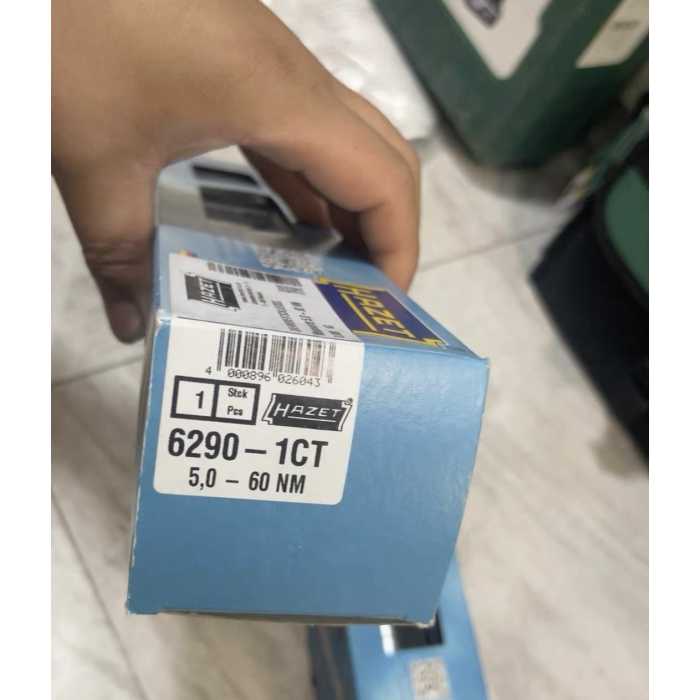 HAZET
4 000896 026043
1
Stck
Pcs
HAZET
6290 – 1CT
5,0 – 60 NM